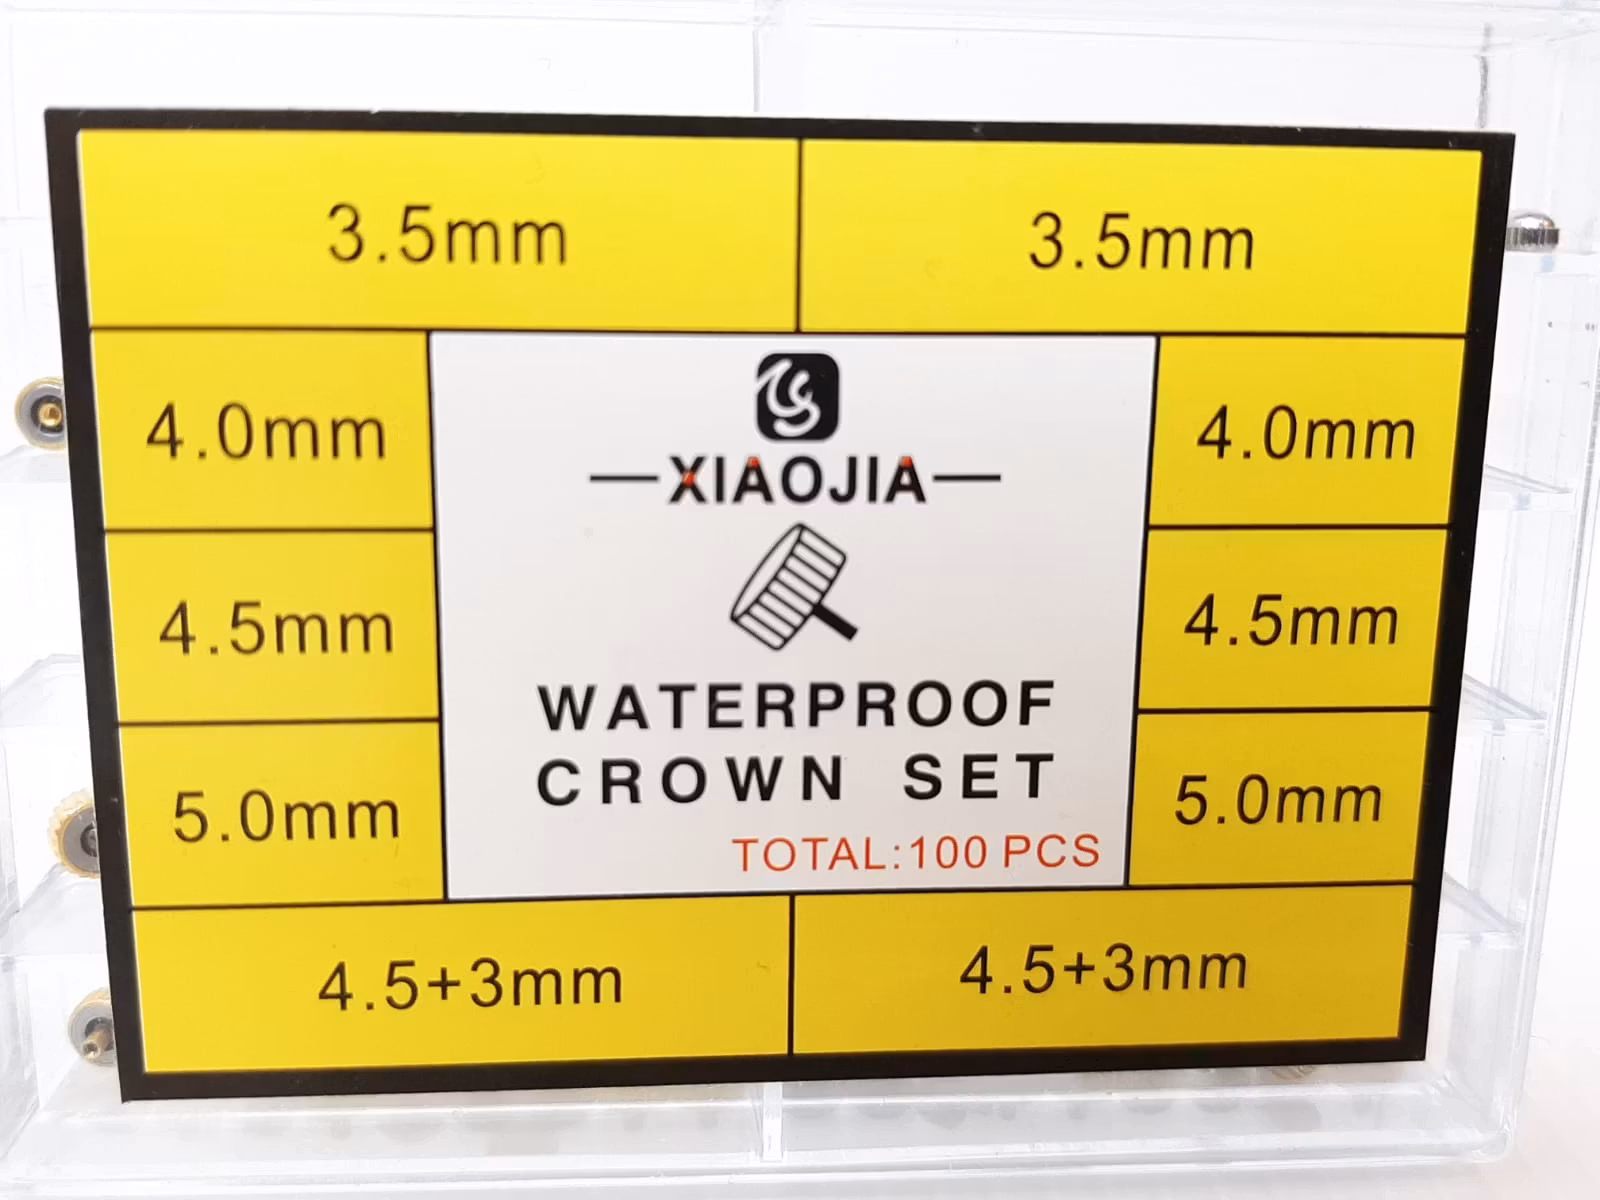 3.5mm 3.5mm
XIAOJIA
4.0mm 4.0mm
4.5mm 4.5mm
WATERPROOF
CROWN SET
5.0mm 5.0mm
TOTAL:100 PCS
4.5+3mm 4.5+3mm